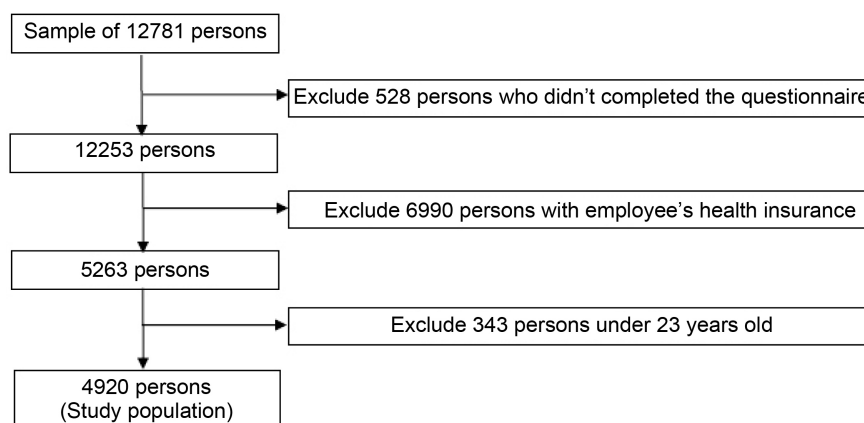 Sample of 12781 persons
Exclude 528 persons who didn’t completed the questionnaire
12253 persons
Exclude 6990 persons with employee’s health insurance
5263 persons
Exclude 343 persons under 23 years old
4920 persons
(Study population)